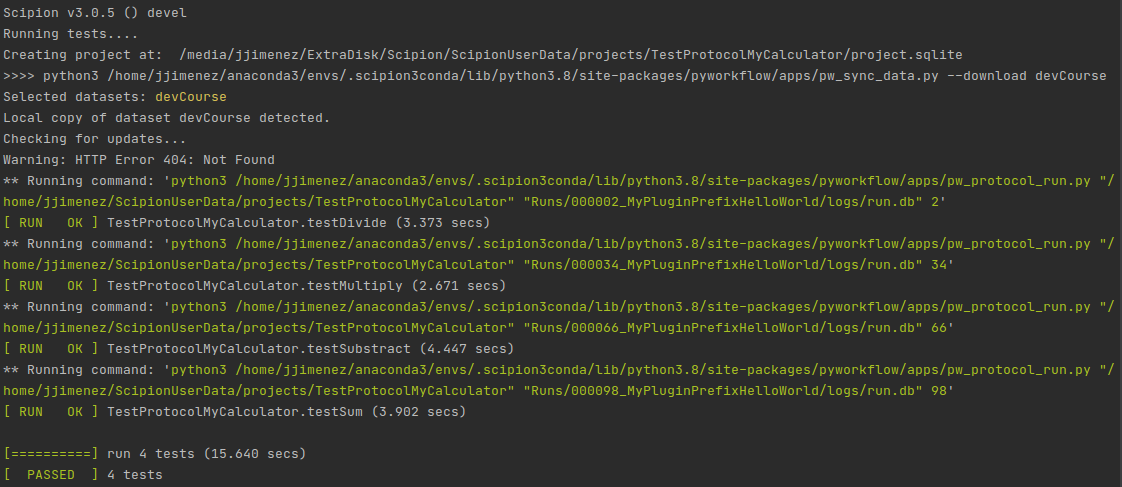 Scipion v3.0.5 () devel
Running tests....
Creating project at:  /media/jjimenez/ExtraDisk/Scipion/ScipionUserData/projects/TestProtocolMyCalculator/project.sqlite
>>>> python3 /home/jjimenez/anaconda3/envs/.scipion3conda/lib/python3.8/site-packages/pyworkflow/apps/pw_sync_data.py --download devCourse
Selected datasets: devCourse
Local copy of dataset devCourse detected.
Checking for updates...
Warning: HTTP Error 404: Not Found
** Running command: 'python3 /home/jjimenez/anaconda3/envs/.scipion3conda/lib/python3.8/site-packages/pyworkflow/apps/pw_protocol_run.py "/
home/jjimenez/ScipionUserData/projects/TestProtocolMyCalculator" "Runs/000002_MyPluginPrefixHelloWorld/logs/run.db" 2'
[ RUN   OK ] TestProtocolMyCalculator.testDivide (3.373 secs)
** Running command: 'python3 /home/jjimenez/anaconda3/envs/.scipion3conda/lib/python3.8/site-packages/pyworkflow/apps/pw_protocol_run.py "/
home/jjimenez/ScipionUserData/projects/TestProtocolMyCalculator" "Runs/000034_MyPluginPrefixHelloWorld/logs/run.db" 34'
[ RUN   OK ] TestProtocolMyCalculator.testMultiply (2.671 secs)
** Running command: 'python3 /home/jjimenez/anaconda3/envs/.scipion3conda/lib/python3.8/site-packages/pyworkflow/apps/pw_protocol_run.py "/
home/jjimenez/ScipionUserData/projects/TestProtocolMyCalculator" "Runs/000066_MyPluginPrefixHelloWorld/logs/run.db" 66'
[ RUN   OK ] TestProtocolMyCalculator.testSubstract (4.447 secs)
** Running command: 'python3 /home/jjimenez/anaconda3/envs/.scipion3conda/lib/python3.8/site-packages/pyworkflow/apps/pw_protocol_run.py "/
home/jjimenez/ScipionUserData/projects/TestProtocolMyCalculator" "Runs/000098_MyPluginPrefixHelloWorld/logs/run.db" 98'
[ RUN   OK ] TestProtocolMyCalculator.testSum (3.902 secs)
[==========] run 4 tests (15.640 secs)
[  PASSED  ] 4 tests